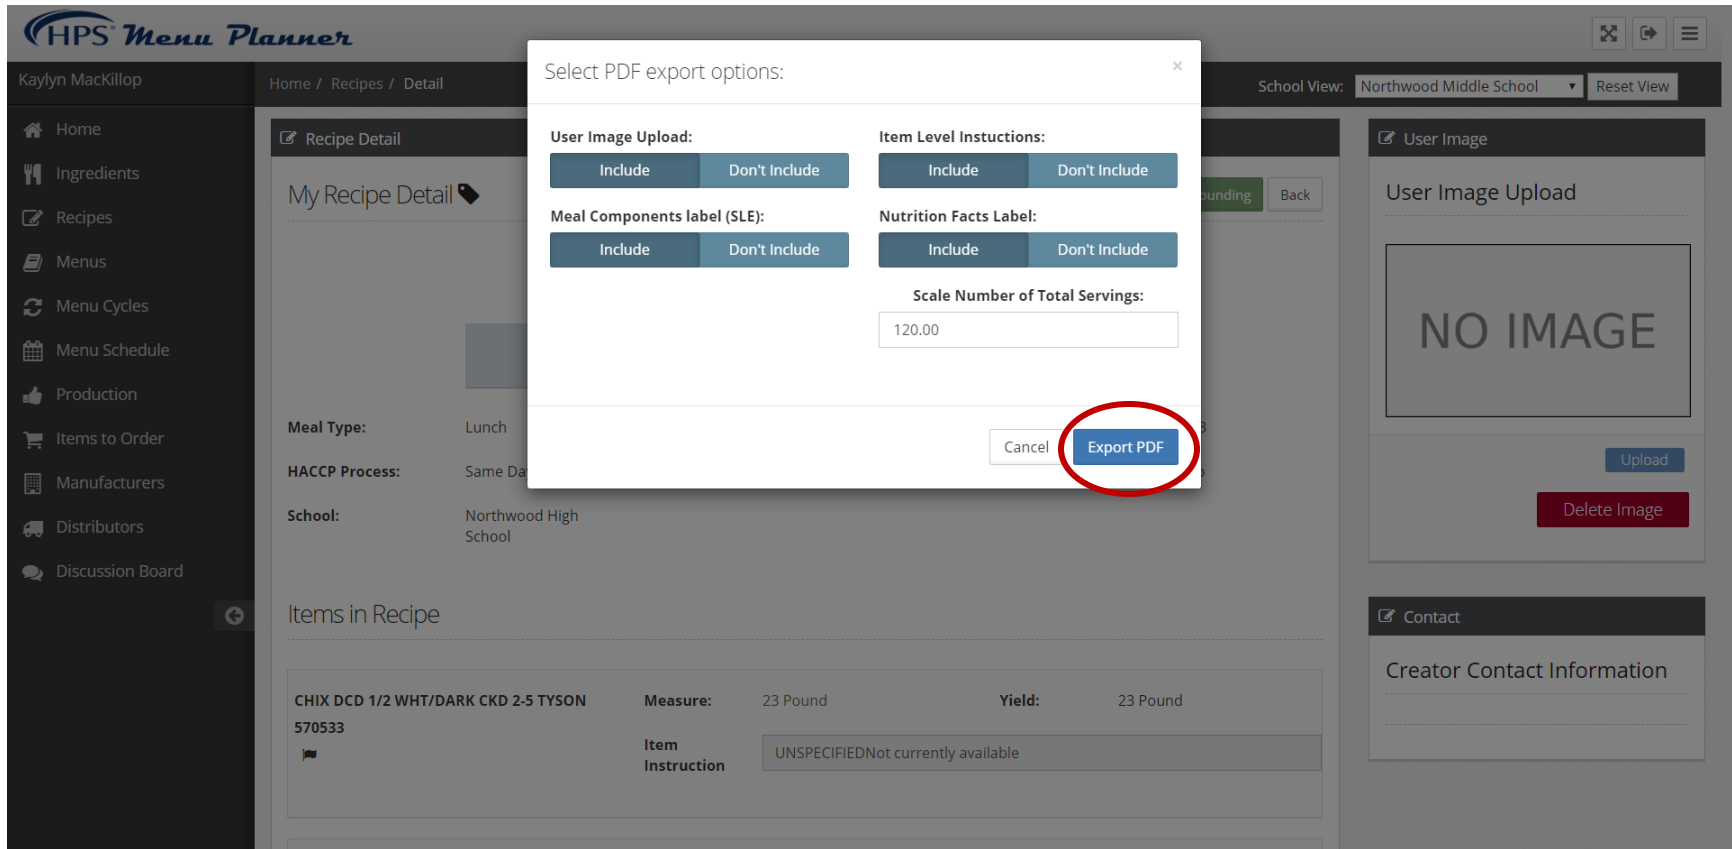 HPS Menu Planner
Kaylyn MacKillop
Home
Ingredients
Recipes
Menus
Menu Cycles
Menu Schedule
Production
Items to Order
Manufacturers
Distributors
Discussion Board
Home / Recipes / Detail
School View: Northwood Middle School Reset View
Recipe Detail
My Recipe Detail
Back
Select PDF export options:
×
User Image Upload:
Include Don't Include
Item Level Instuctions:
Include Don't Include
Meal Components label (SLE):
Include Don't Include
Nutrition Facts Label:
Include Don't Include
Scale Number of Total Servings:
120.00
Cancel Export PDF
Meal Type: Lunch
HACCP Process: Same Da
School: Northwood High
School
Items in Recipe
CHIX DCD 1/2 WHT/DARK CKD 2-5 TYSON
570533
Measure: 23 Pound Yield: 23 Pound
Item
Instruction
UNSPECIFIEDNot currently available
User Image
User Image Upload
NO IMAGE
Upload
Delete Image
Contact
Creator Contact Information